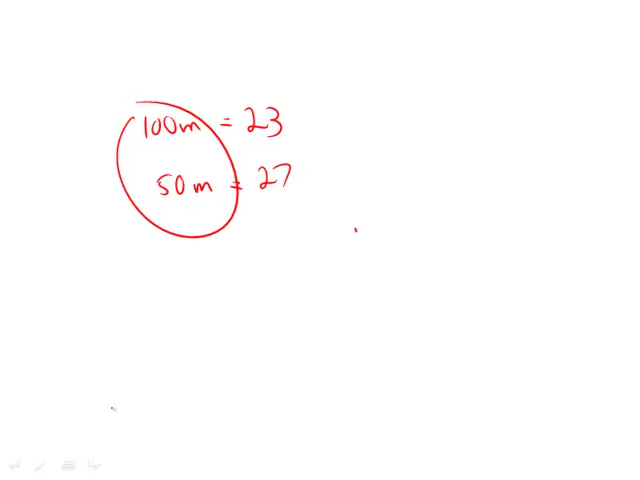 100m = 23
50m = 27